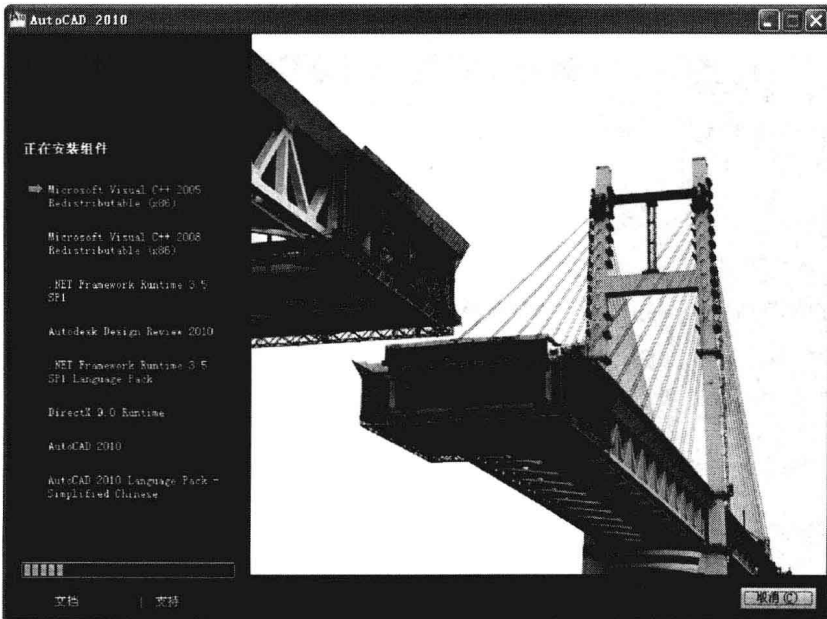 AutoCAD 2010
正在安装组件
Microsoft Visual C++ 2005
Redistributable (x86)
Microsoft Visual C++ 2008
Redistributable (x86)
.NET Framework Runtime 3.5
SP1
Autodesk Design Review 2010
.NET Framework Runtime 3.5
SP1 Language Pack
DirectX 9.0 Runtime
AutoCAD 2010
AutoCAD 2010 Language Pack -
Simplified Chinese
文档 | 支持
取消(C)